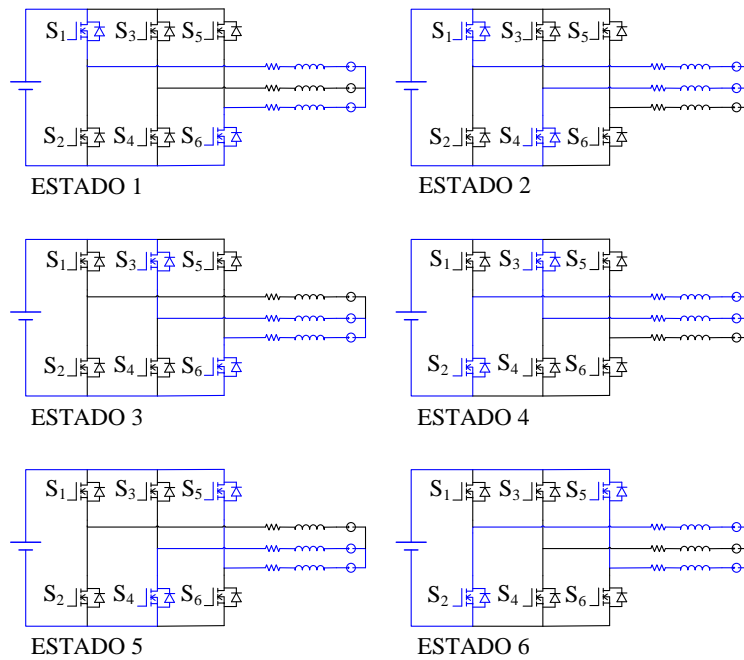 S1 S3 S5
S2 S4 S6
ESTADO 1
S1 S3 S5
S2 S4 S6
ESTADO 2
S1 S3 S5
S2 S4 S6
ESTADO 3
S1 S3 S5
S2 S4 S6
ESTADO 4
S1 S3 S5
S2 S4 S6
ESTADO 5
S1 S3 S5
S2 S4 S6
ESTADO 6